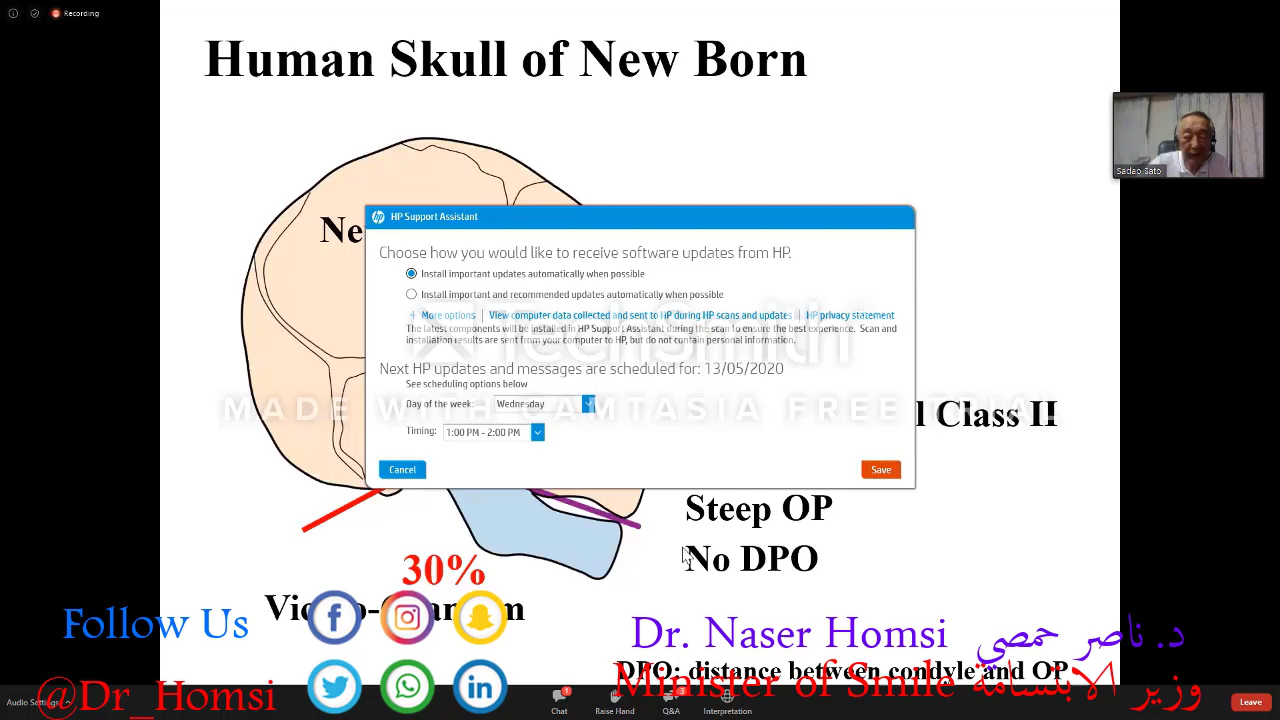 Recording
Human Skull of New Born
Sadao Sato
HP Support Assistant
Choose how you would like to receive software updates from HP.
Install important updates automatically when possible
Install important and recommended updates automatically when possible
+ More options | View computer data collected and sent to HP during HP scans and updates | HP privacy statement
The latest components will be installed in HP Support Assistant during the scan to ensure the best experience. Scan and
installation results are sent from your computer to HP, but do not contain personal information.
TechSmith
Next HP updates and messages are scheduled for: 13/05/2020
See scheduling options below
Day of the week: Wednesday
MADE WITH CAMTASIA FREE TRIAL
Class II
Timing: 1:00 PM - 2:00 PM
Cancel
Save
Steep OP
No DPO
30%
Follow Us
Dr. Naser Homsi د. ناصر حمصي
DPO: distance between condyle and OP
Minister of Smile وزير الابتسامة
@Dr_Homsi
Audio Settings
Chat
Raise Hand
Q&A
Interpretation
Leave